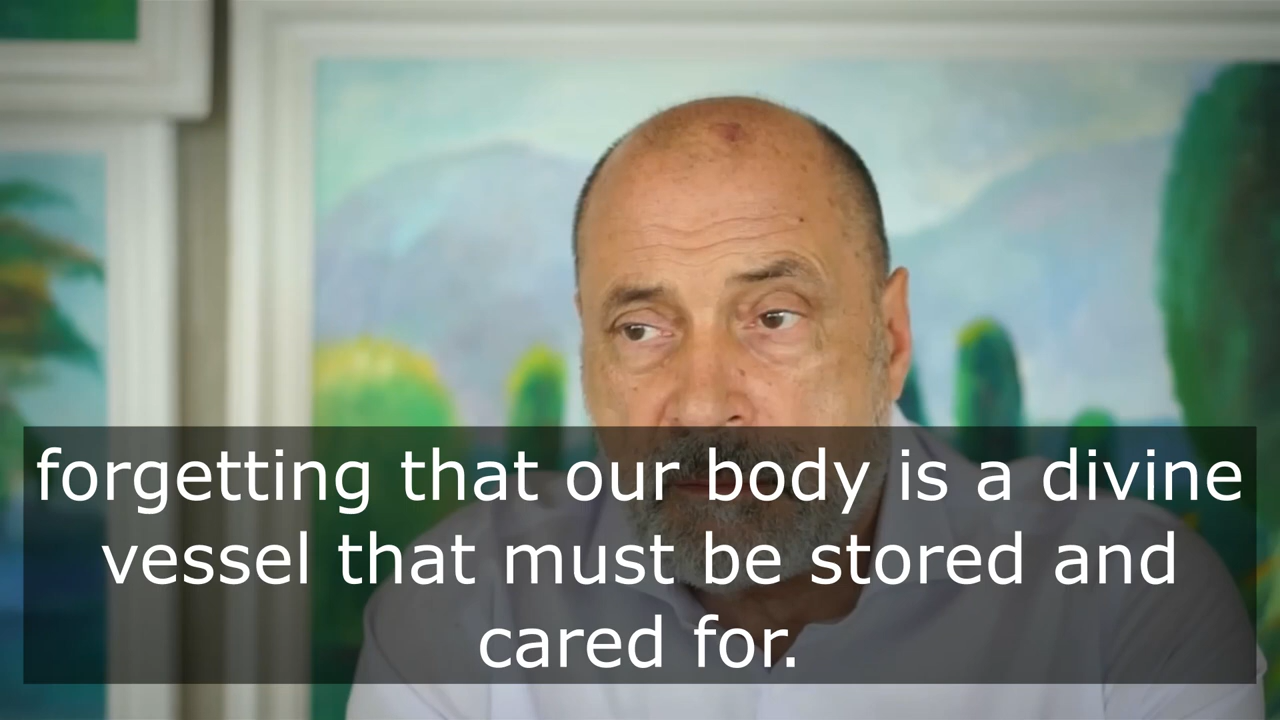 forgetting that our body is a divine
vessel that must be stored and
cared for.